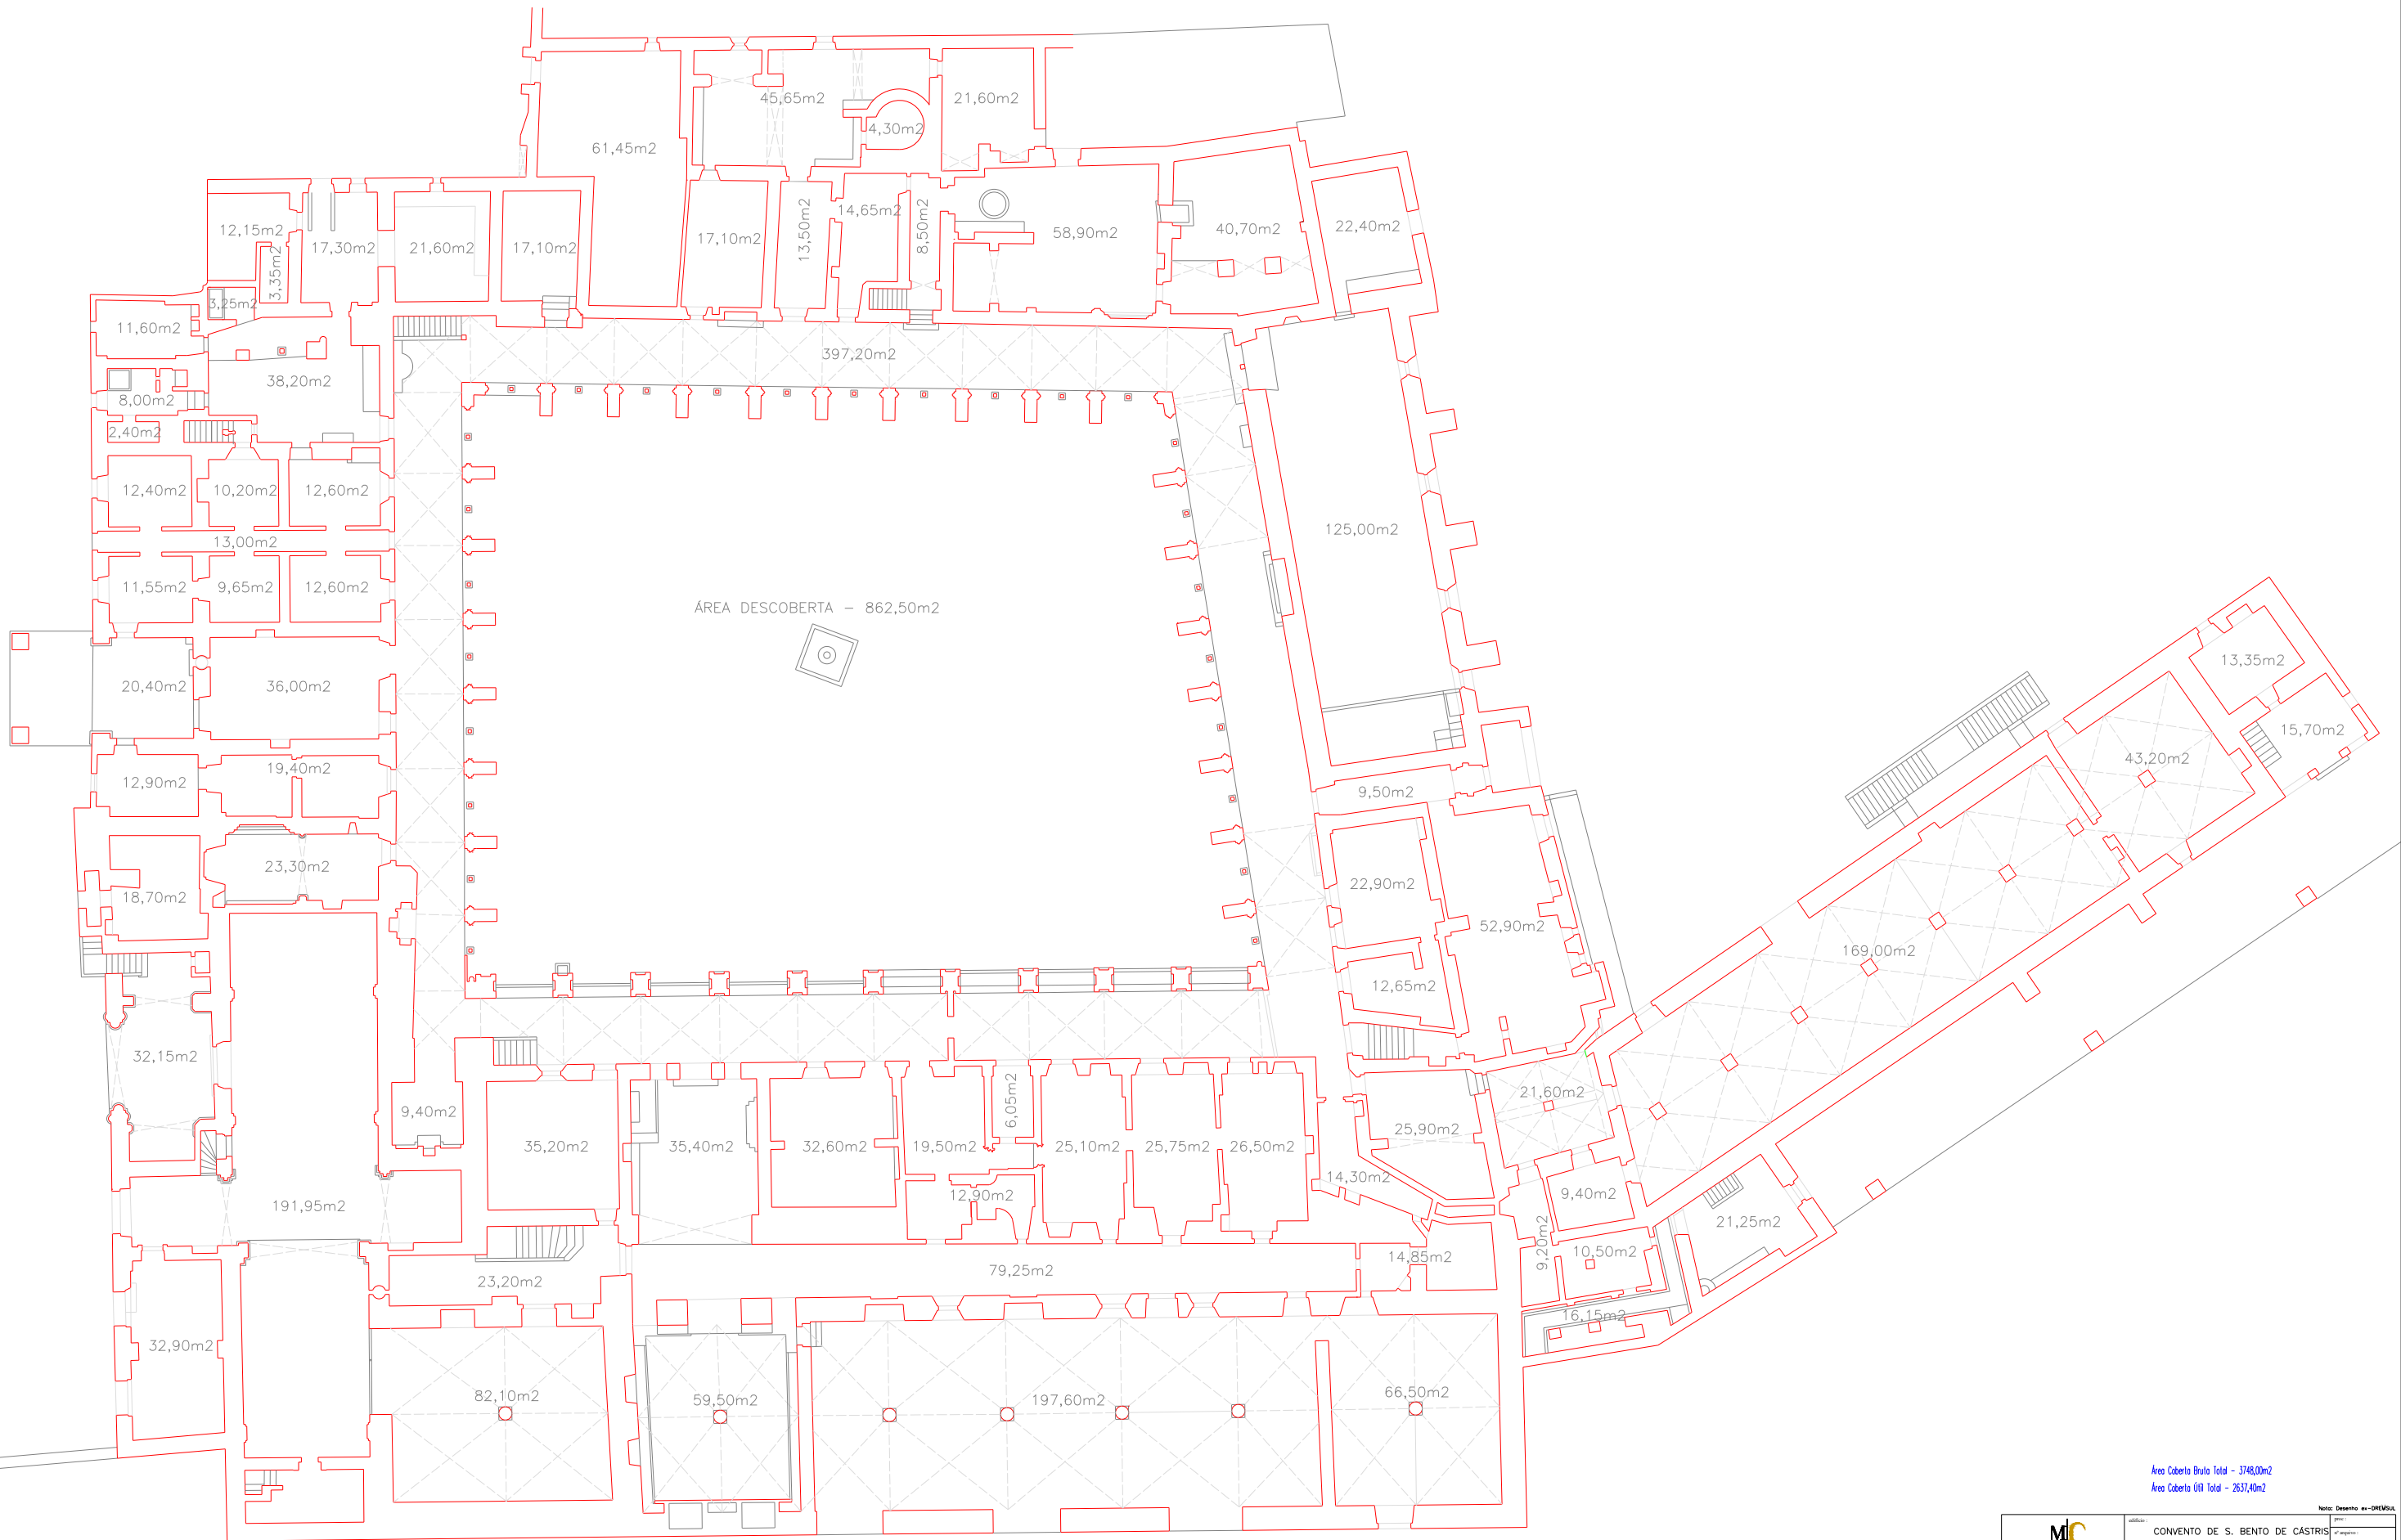 45,65m2
21,60m2
4,30m2
61,45m2
12,15m2
17,30m2
3,35m2
21,60m2
17,10m2
17,10m2
13,50m2
14,65m2
8,50m2
58,90m2
40,70m2
22,40m2
3,25m2
11,60m2
38,20m2
397,20m2
8,00m2
2,40m2
12,40m2
10,20m2
12,60m2
13,00m2
125,00m2
11,55m2
9,65m2
12,60m2
ÁREA DESCOBERTA - 862,50m2
20,40m2
36,00m2
13,35m2
15,70m2
43,20m2
12,90m2
19,40m2
9,50m2
23,30m2
18,70m2
22,90m2
52,90m2
169,00m2
12,65m2
32,15m2
9,40m2
35,20m2
35,40m2
32,60m2
19,50m2
6,05m2
25,10m2
25,75m2
26,50m2
25,90m2
21,60m2
14,30m2
12,90m2
9,40m2
191,95m2
21,25m2
9,20m2
10,50m2
14,85m2
79,25m2
23,20m2
16,15m2
32,90m2
82,10m2
59,50m2
197,60m2
66,50m2
Área Coberta Bruta Total - 3748,00m2
Área Coberta Útil Total - 2637,40m2
Nota: Desenho ex-DREMSUL
edifício :
proc. :
CONVENTO DE S. BENTO DE CÁSTRIS
nº arquivo :